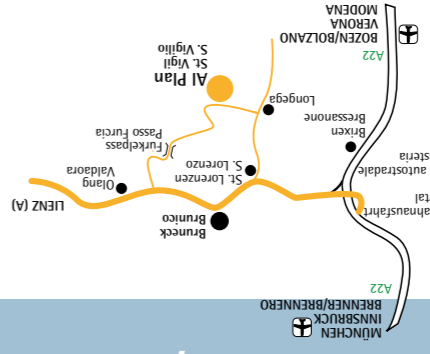 MÜNCHEN
INNSBRUCK
BRENNER/BRENNERO
A22
Bruneck
Brunico
LIENZ (A)
ahnausfahrt
tal
autostradale
steria
St. Lorenzen
S. Lorenzo
Olang
Valdaora
Brixen
Bressanone
Furkelpass
Passo Furcia
Longega
Al Plan
St. Vigil
S. Vigilio
A22
BOZEN/BOLZANO
VERONA
MODENA